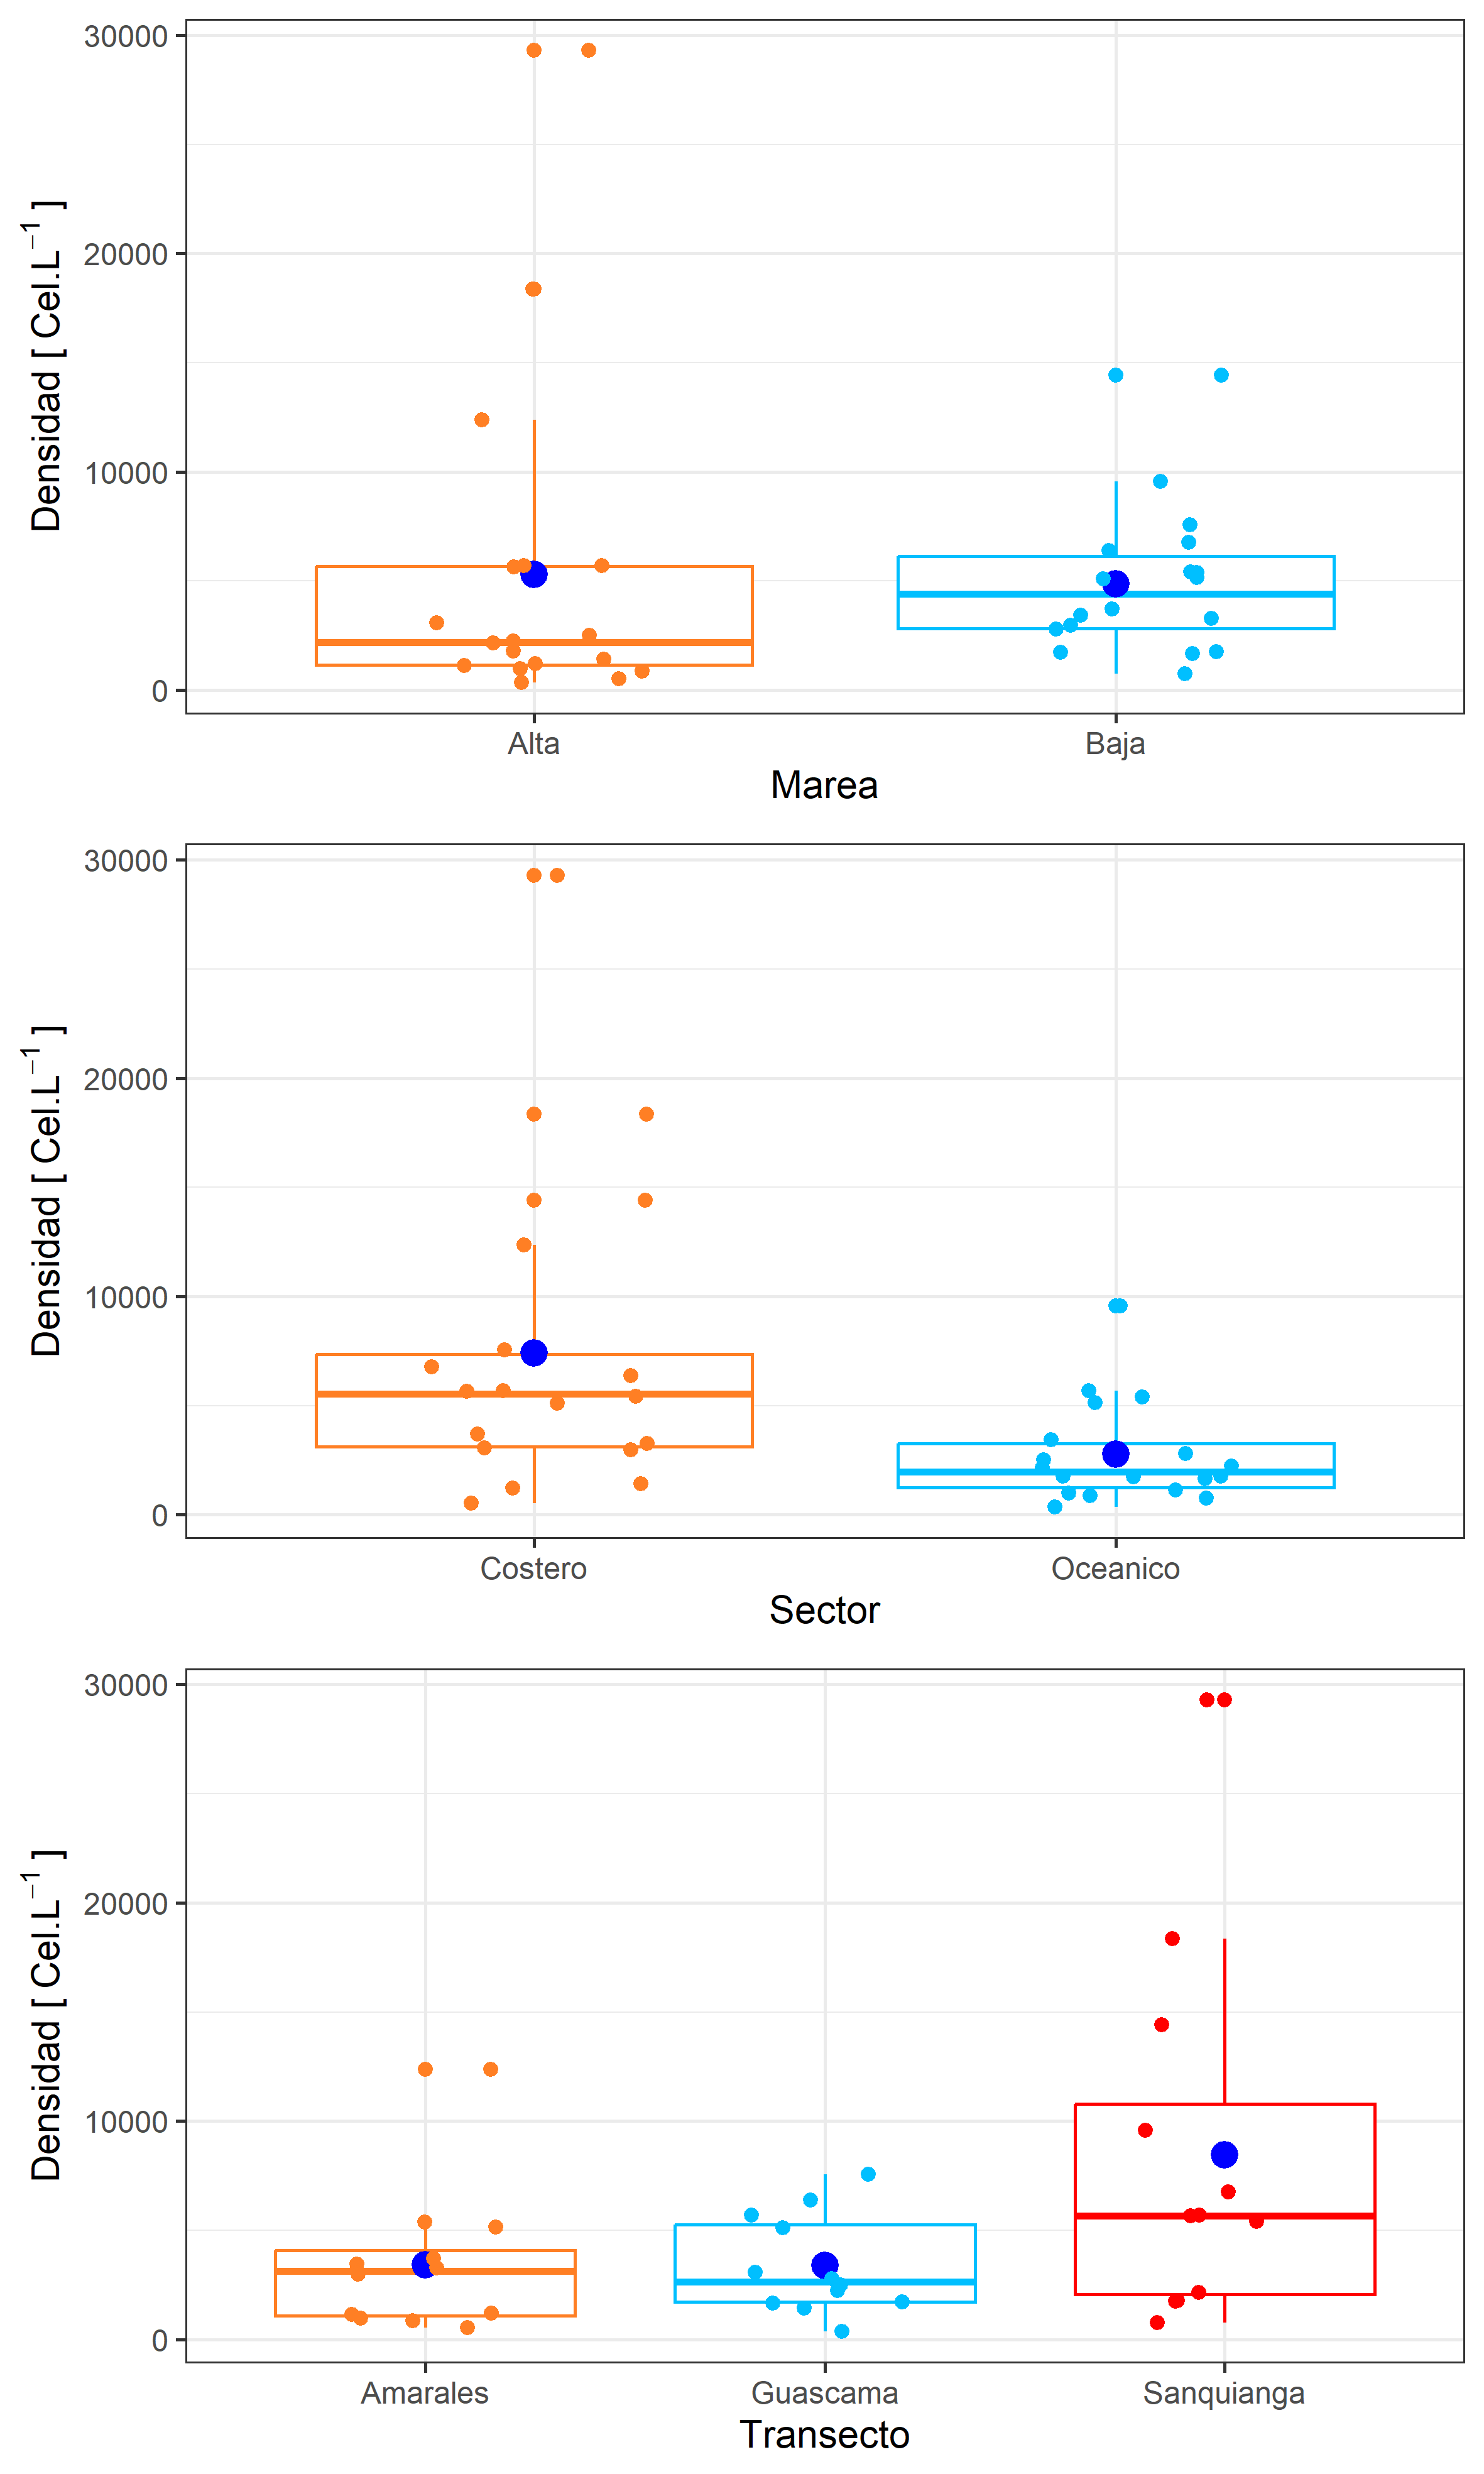 30000
20000
10000
0
Densidad [ Cel.L⁻¹ ]
Alta
Baja
Marea
30000
20000
10000
0
Densidad [ Cel.L⁻¹ ]
Costero
Oceanico
Sector
30000
20000
10000
0
Densidad [ Cel.L⁻¹ ]
Amarales
Guascama
Sanquianga
Transecto